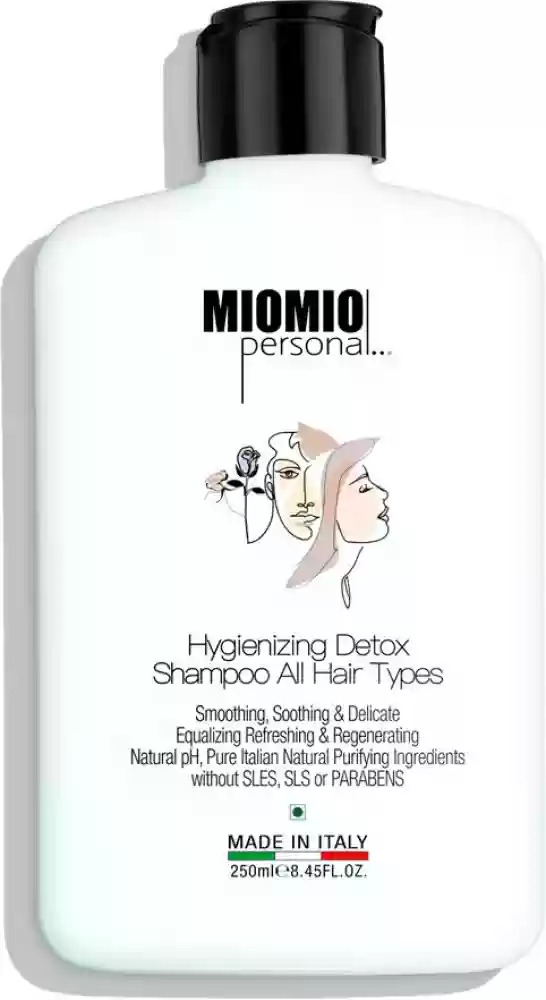 MIOMIO
personal...
Hygienizing Detox
Shampoo All Hair Types
Smoothing, Soothing & Delicate
Equalizing Refreshing & Regenerating
Natural pH, Pure Italian Natural Purifying Ingredients
without SLES, SLS or PARABENS
MADE IN ITALY
250ml℮8.45FL.OZ.